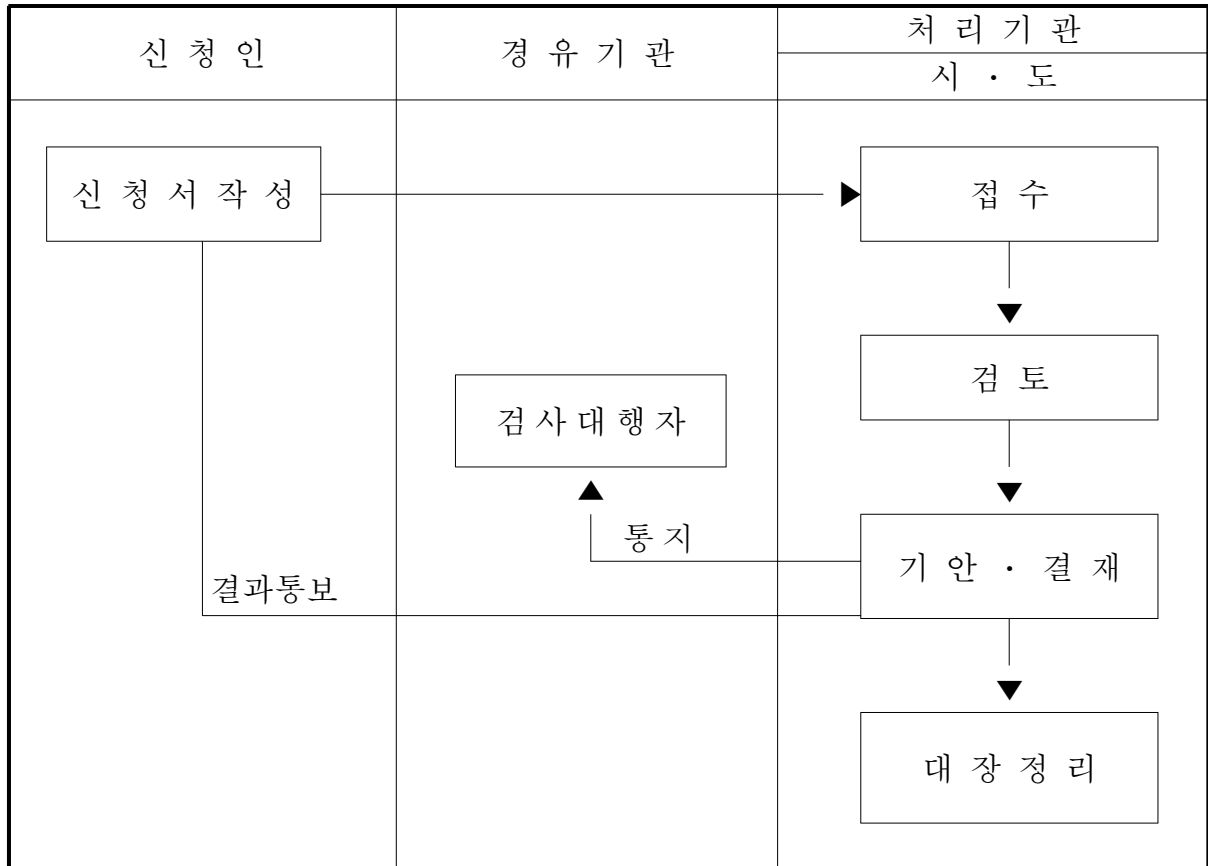 신 청 인
경 유 기 관
처 리 기 관
시 · 도
신 청 서 작 성
접 수
검 토
검 사 대 행 자
통 지
기 안 · 결 재
결과통보
대 장 정 리